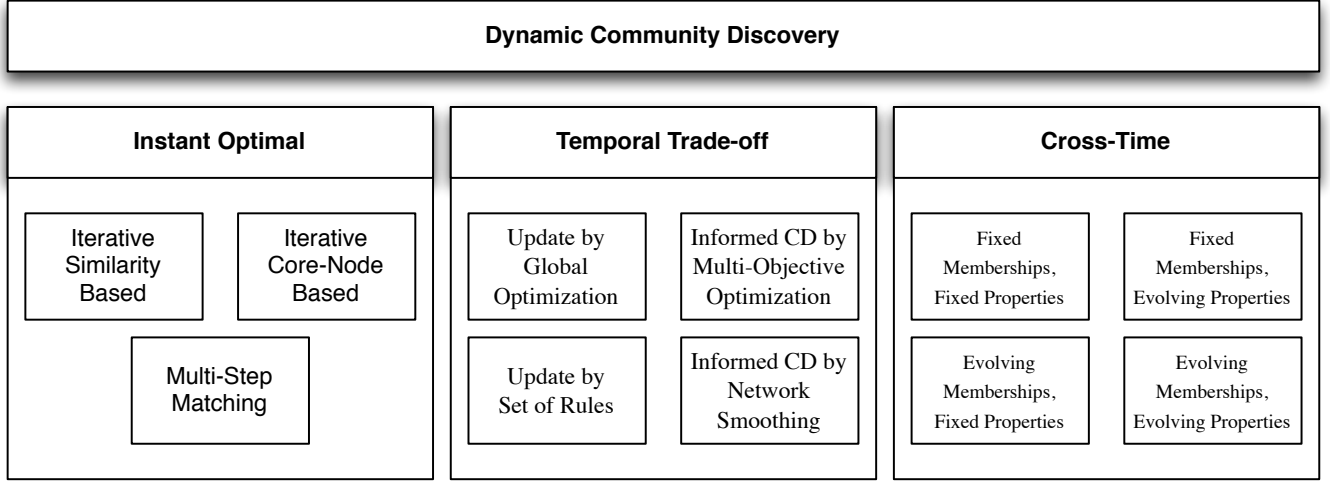 Dynamic Community Discovery
Instant Optimal
Iterative
Similarity
Based
Iterative
Core-Node
Based
Multi-Step
Matching
Temporal Trade-off
Update by
Global
Optimization
Informed CD by
Multi-Objective
Optimization
Update by
Set of Rules
Informed CD by
Network
Smoothing
Cross-Time
Fixed
Memberships,
Fixed Properties
Fixed
Memberships,
Evolving Properties
Evolving
Memberships,
Fixed Properties
Evolving
Memberships,
Evolving Properties